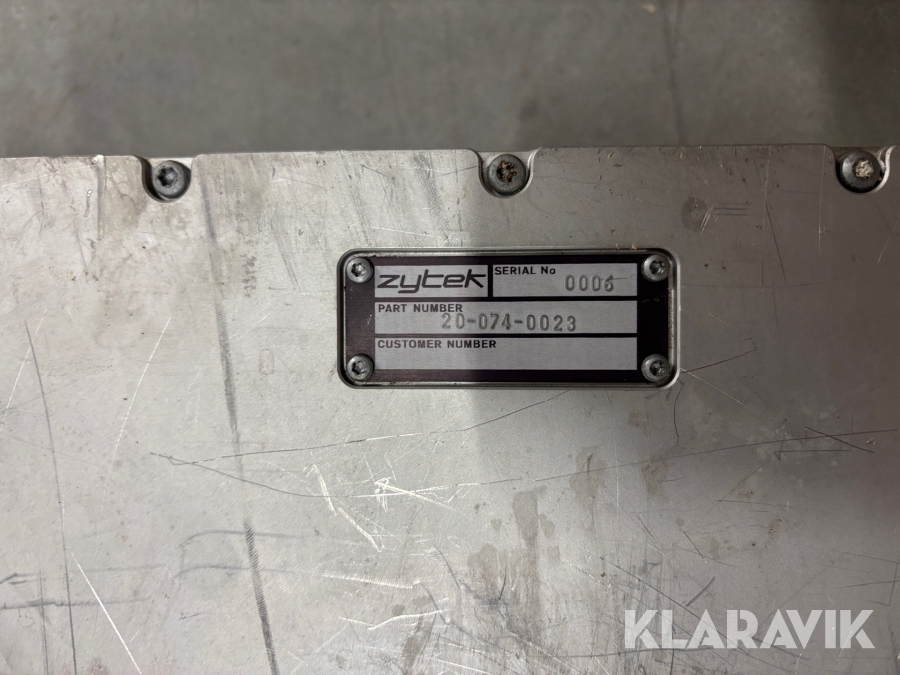 zytek
SERIAL No 0006
PART NUMBER
20-074-0023
CUSTOMER NUMBER
KLARAVIK